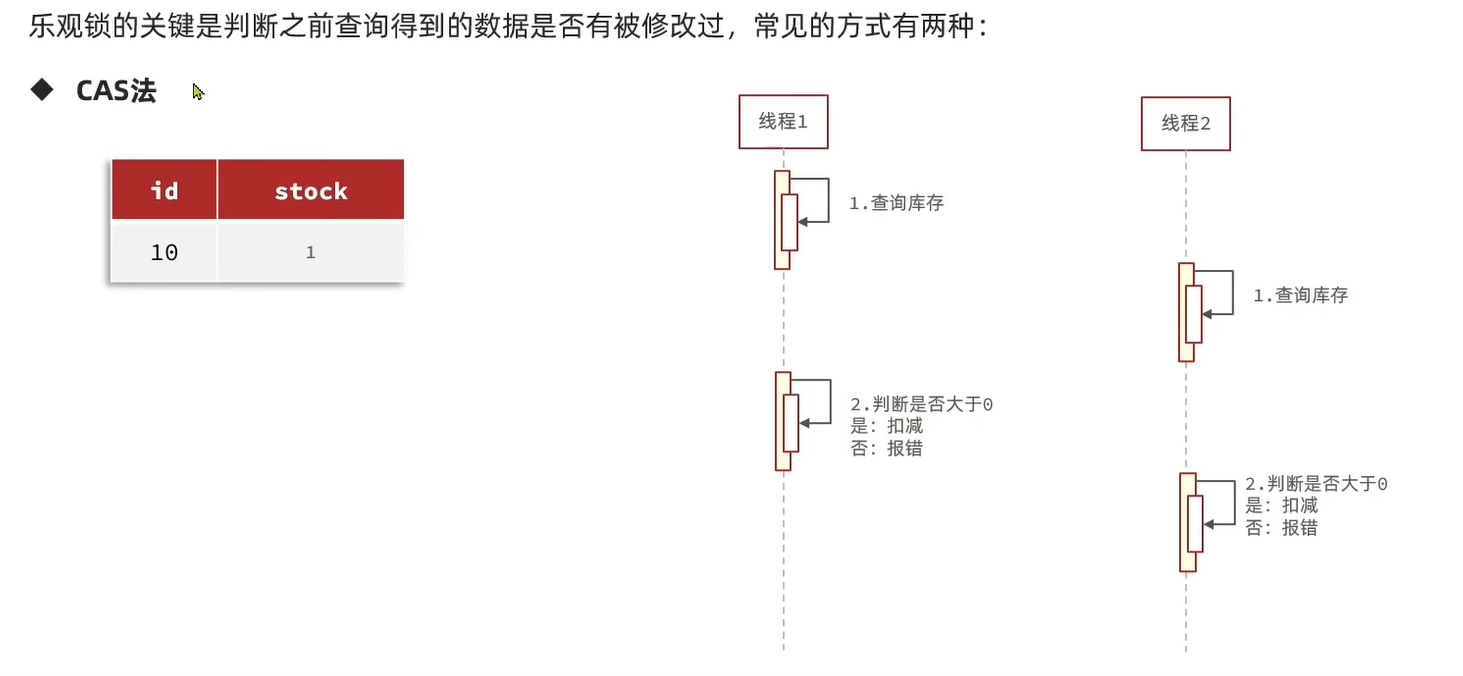 乐观锁的关键是判断之前查询得到的数据是否有被修改过，常见的方式有两种：
◆ CAS法
id stock
10 1
线程1
1.查询库存
2.判断是否大于0
是：扣减
否：报错
线程2
1.查询库存
2.判断是否大于0
是：扣减
否：报错